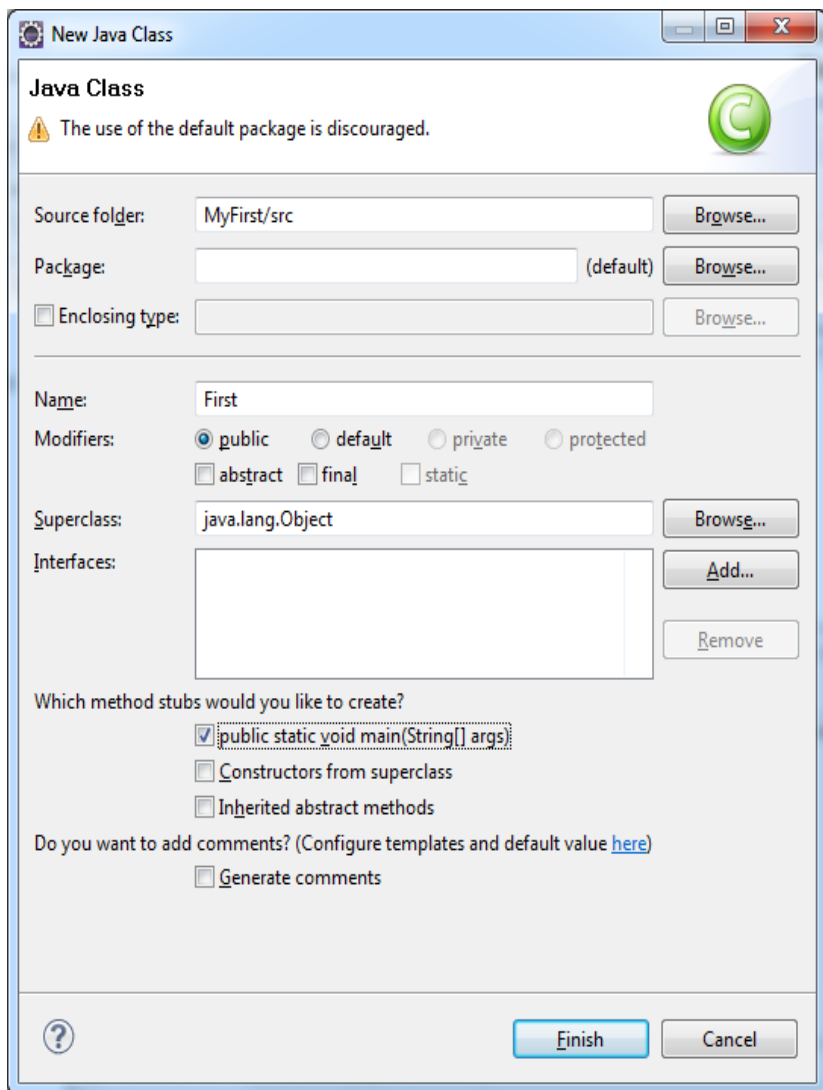 New Java Class
Java Class
The use of the default package is discouraged.
Source folder: MyFirst/src Browse...
Package: (default) Browse...
Enclosing type: Browse...
Name: First
Modifiers: public default private protected
abstract final static
Superclass: java.lang.Object Browse...
Interfaces: Add...
Remove
Which method stubs would you like to create?
public static void main(String[] args)
Constructors from superclass
Inherited abstract methods
Do you want to add comments? (Configure templates and default value here)
Generate comments
? Finish Cancel